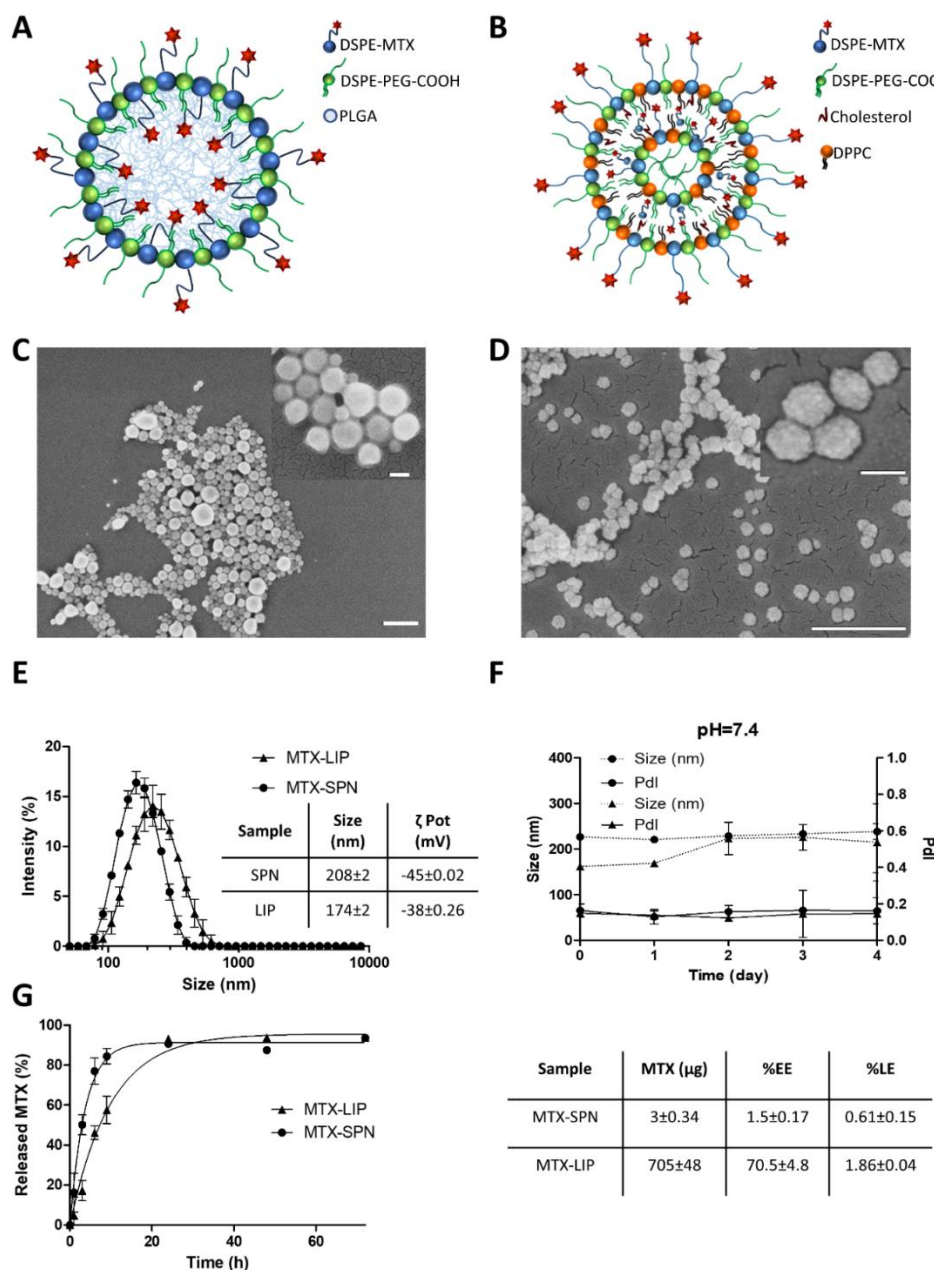 A
DSPE-MTX
DSPE-PEG-COOH
PLGA
B
DSPE-MTX
DSPE-PEG-COO
Cholesterol
DPPC
C
D
E
MTX-LIP
MTX-SPN
Intensity (%)
20
15
10
5
0
100 1000 10000
Size (nm)
Sample Size (nm) ζ Pot (mV)
SPN 208±2 -45±0.02
LIP 174±2 -38±0.26
F
pH=7.4
Size (nm)
PdI
Size (nm)
PdI
Size (nm)
400
300
200
100
50
0
PdI
1.0
0.8
0.6
0.4
0.2
0.0
0 1 2 3 4
Time (day)
G
Released MTX (%)
100
80
60
40
20
0
MTX-LIP
MTX-SPN
0 20 40 60
Time (h)
Sample MTX (μg) %EE %LE
MTX-SPN 3±0.34 1.5±0.17 0.61±0.15
MTX-LIP 705±48 70.5±4.8 1.86±0.04